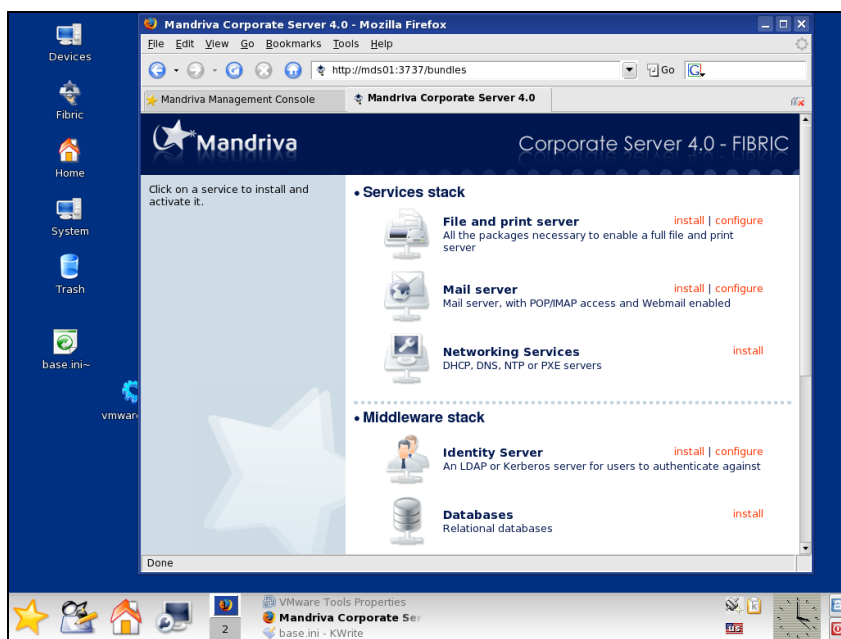 Devices
Fibric
Home
System
Trash
base.ini~
vmwar
Mandriva Corporate Server 4.0 - Mozilla Firefox
File Edit View Go Bookmarks Tools Help
http://mds01:3737/bundles
Go
G
Mandriva Management Console
Mandriva Corporate Server 4.0
Mandriva
Corporate Server 4.0 - FIBRIC
Click on a service to install and
activate it.
• Services stack
File and print server
install | configure
All the packages necessary to enable a full file and print
server
Mail server
install | configure
Mail server, with POP/IMAP access and Webmail enabled
Networking Services
install
DHCP, DNS, NTP or PXE servers
• Middleware stack
Identity Server
install | configure
An LDAP or Kerberos server for users to authenticate against
Databases
install
Relational databases
Done
2
VMware Tools Properties
Mandriva Corporate Ser
base.ini - KWrite
us